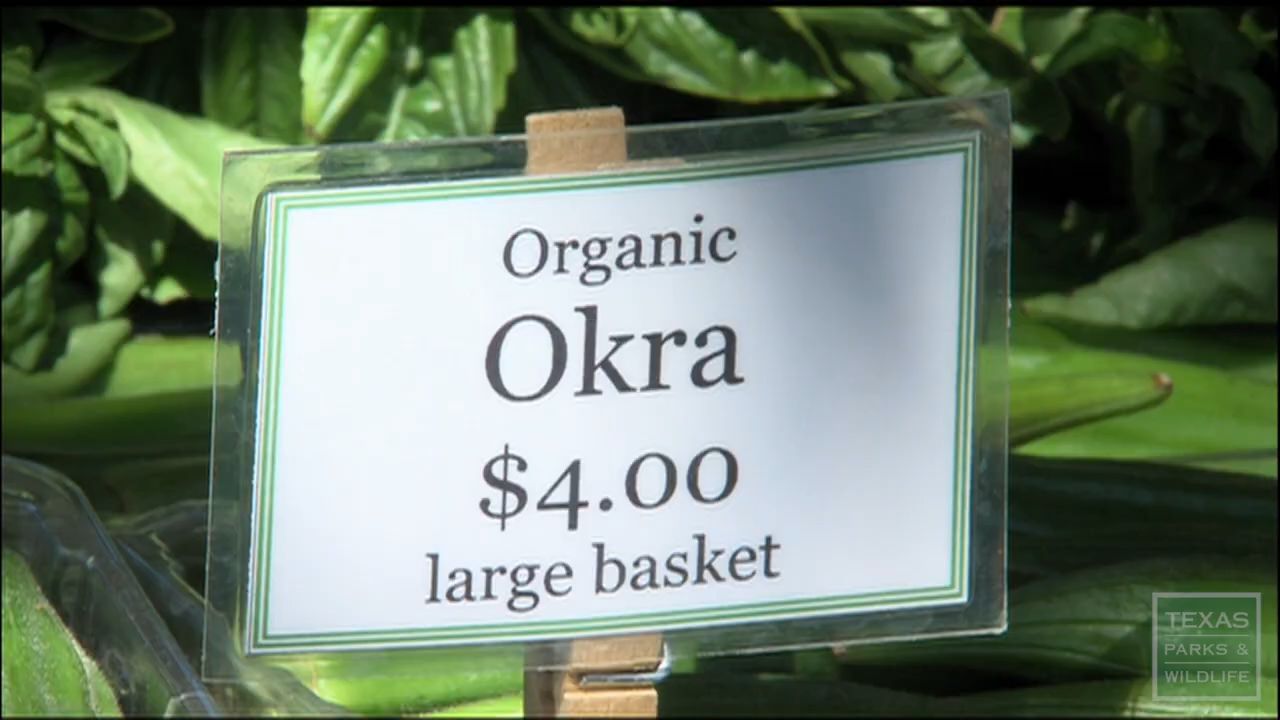 Organic
Okra
$4.00
large basket
TEXAS
PARKS &
WILDLIFE